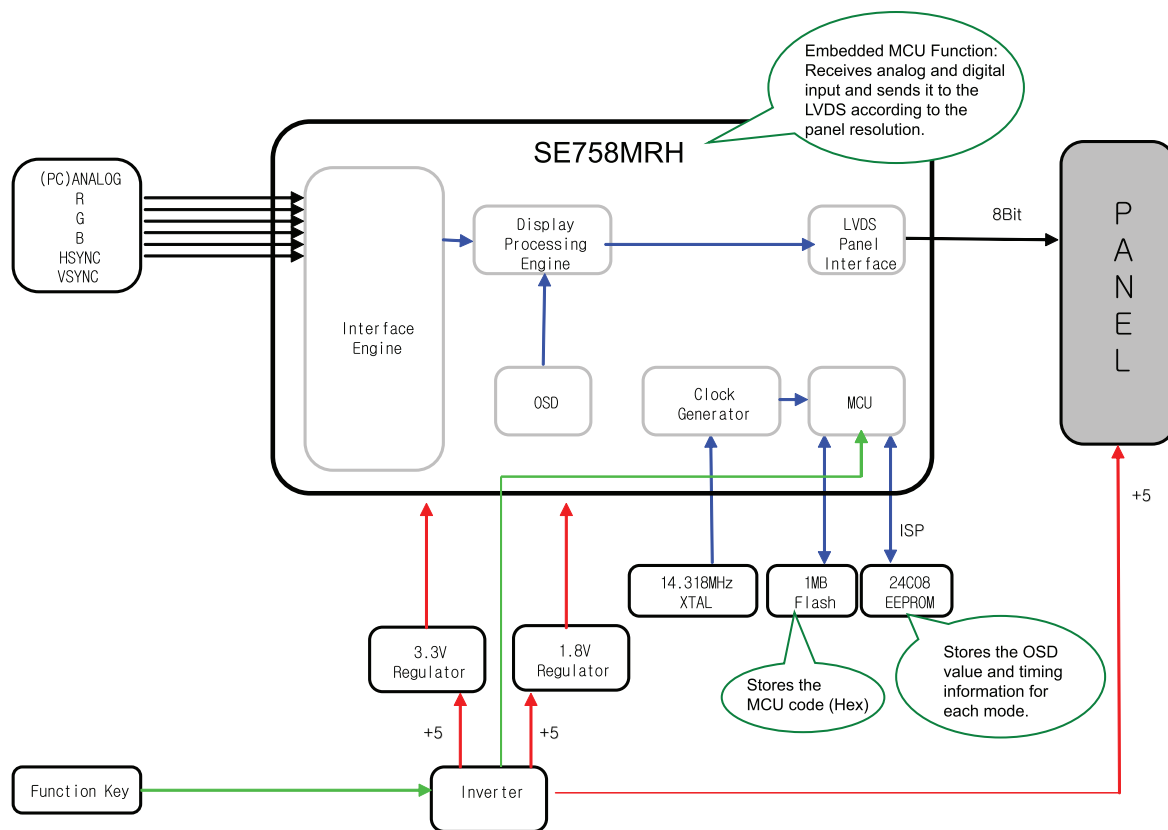 Embedded MCU Function:
Receives analog and digital
input and sends it to the
LVDS according to the
panel resolution.
SE758MRH
(PC)ANALOG
R
G
B
HSYNC
VSYNC
Interface
Engine
Display
Processing
Engine
LVDS
Panel
Interface
8Bit
PANEL
OSD
Clock
Generator
MCU
+5
ISP
14.318MHz
XTAL
1MB
Flash
24C08
EEPROM
3.3V
Regulator
1.8V
Regulator
Stores the
MCU code (Hex)
Stores the OSD
value and timing
information for
each mode.
+5
+5
Function Key
Inverter